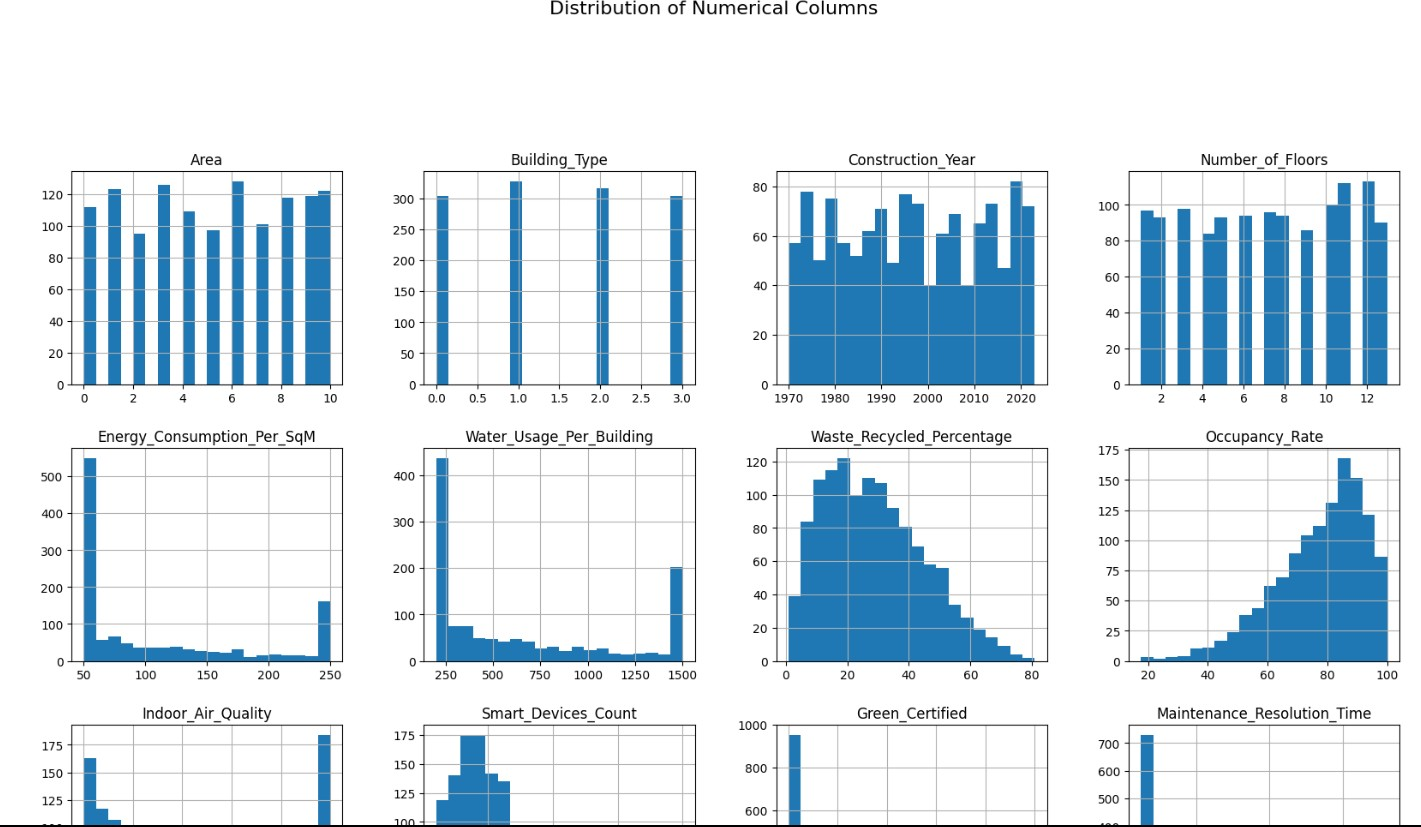 Distribution of Numerical Columns
Area Building_Type Construction_Year Number_of_Floors
120 100 80 60 40 20 0
300 250 200 150 100 50 0
80 60 40 20 0
100 80 60 40 20 0
0 2 4 6 8 10
0.0 0.5 1.0 1.5 2.0 2.5 3.0
1970 1980 1990 2000 2010 2020
2 4 6 8 10 12
Energy_Consumption_Per_SqM Water_Usage_Per_Building Waste_Recycled_Percentage Occupancy_Rate
500 400 300 200 100 0
400 300 200 100 0
120 100 80 60 40 20 0
175 150 125 100 75 50 25 0
50 100 150 200 250
250 500 750 1000 1250 1500
0 20 40 60 80
20 40 60 80 100
Indoor_Air_Quality Smart_Devices_Count Green_Certified Maintenance_Resolution_Time
175 150 125
175 150 125 100
1000 800 600
700 600 500